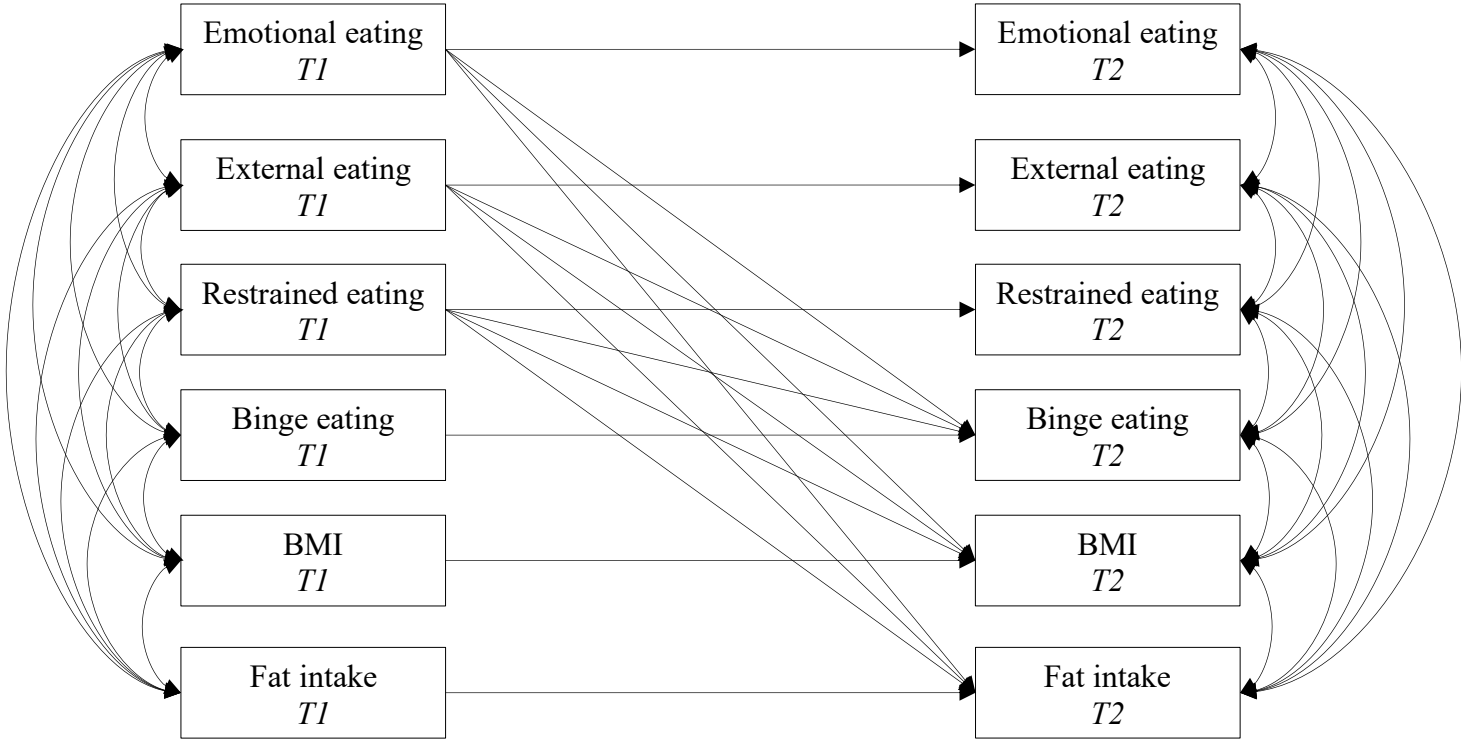 Emotional eating
T1
Emotional eating
T2
External eating
T1
External eating
T2
Restrained eating
T1
Restrained eating
T2
Binge eating
T1
Binge eating
T2
BMI
T1
BMI
T2
Fat intake
T1
Fat intake
T2